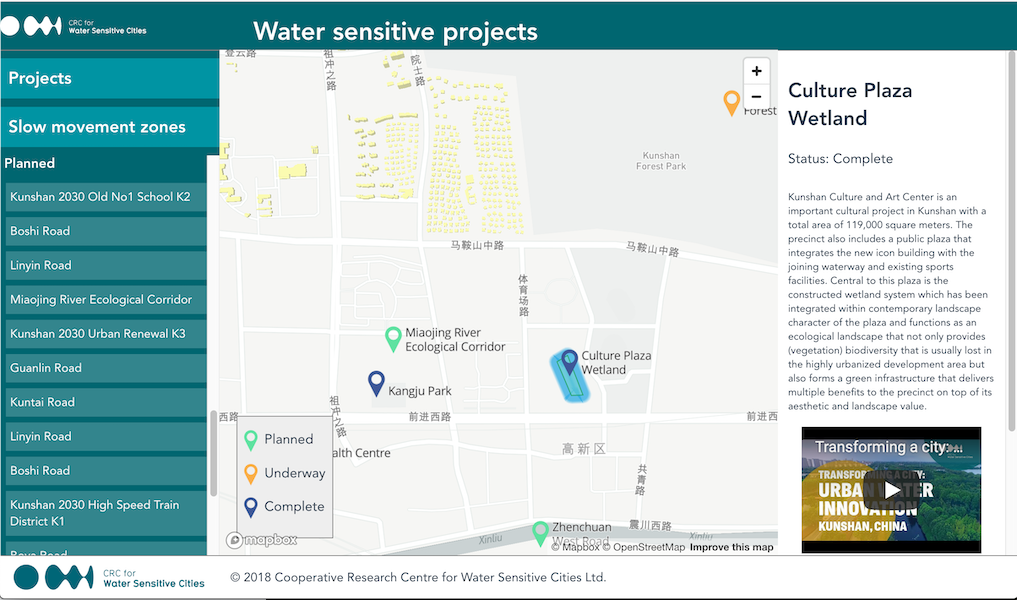 CRC for
Water Sensitive Cities
Water sensitive projects
Projects
Slow movement zones
Planned
Kunshan 2030 Old No1 School K2
Boshi Road
Linyin Road
Miaojing River Ecological Corridor
Kunshan 2030 Urban Renewal K3
Guanlin Road
Kuntai Road
Linyin Road
Boshi Road
Kunshan 2030 High Speed Train
District K1
登云路
祖冲之路
院士路
+
−
Forest
Kunshan
Forest Park
马鞍山中路
马鞍山中路
体育场路
Miaojing River
Ecological Corridor
Culture Plaza
Wetland
Kangju Park
西路
祖冲之路
前进西路
前进西
alth Centre
高新区
共青路
Planned
Underway
Complete
Zhenchuan
West Road
震川西路
Xinliu
Xinliu
mapbox
© Mapbox © OpenStreetMap Improve this map
Culture Plaza
Wetland
Status: Complete
Kunshan Culture and Art Center is an
important cultural project in Kunshan with a
total area of 119,000 square meters. The
precinct also includes a public plaza that
integrates the new icon building with the
joining waterway and existing sports
facilities. Central to this plaza is the
constructed wetland system which has been
integrated within contemporary landscape
character of the plaza and functions as an
ecological landscape that not only provides
(vegetation) biodiversity that is usually lost in
the highly urbanized development area but
also forms a green infrastructure that delivers
multiple benefits to the precinct on top of its
aesthetic and landscape value.
Transforming a city:...
TRANSFORMING A CITY:
URBAN WATER
INNOVATION
KUNSHAN, CHINA
CRC for
Water Sensitive Cities
© 2018 Cooperative Research Centre for Water Sensitive Cities Ltd.